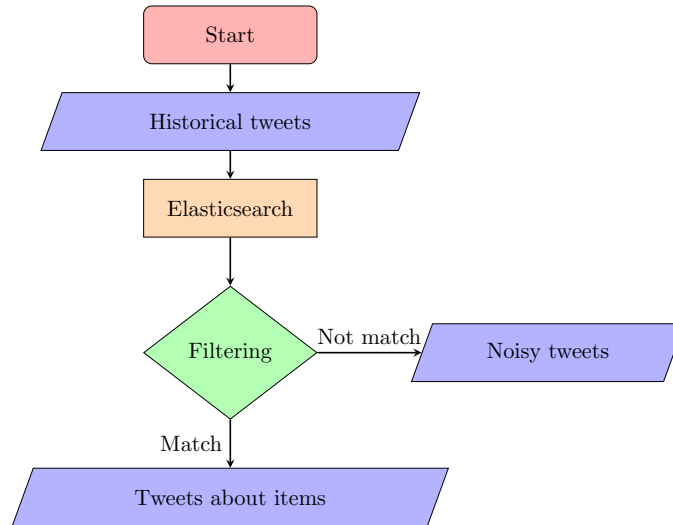 Start
Historical tweets
Elasticsearch
Filtering
Not match
Noisy tweets
Match
Tweets about items